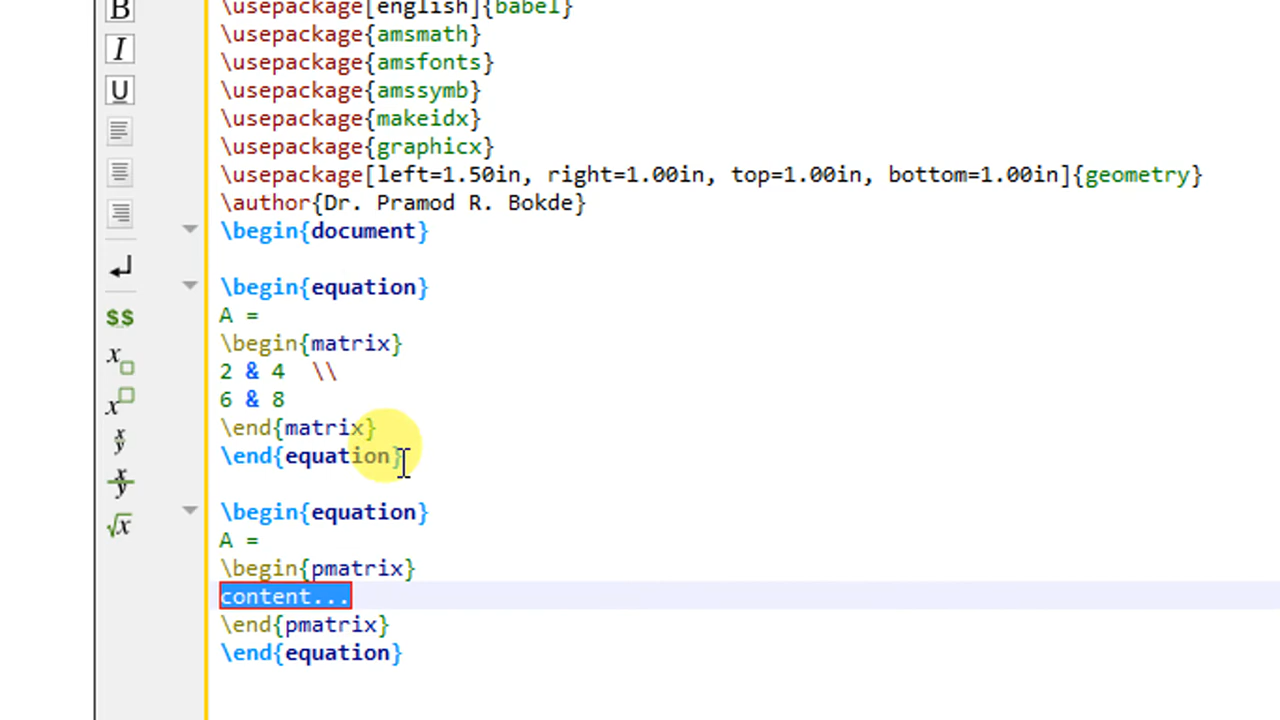 \usepackage[english]{babel}
\usepackage{amsmath}
\usepackage{amsfonts}
\usepackage{amssymb}
\usepackage{makeidx}
\usepackage{graphicx}
\usepackage[left=1.50in, right=1.00in, top=1.00in, bottom=1.00in]{geometry}
\author{Dr. Pramod R. Bokde}
\begin{document}
\begin{equation}
A =
\begin{matrix}
2 & 4 \\
6 & 8
\end{matrix}
\end{equation}
\begin{equation}
A =
\begin{pmatrix}
content...
\end{pmatrix}
\end{equation}
B
I
U
$$
x
x
x
y
x
y
√x